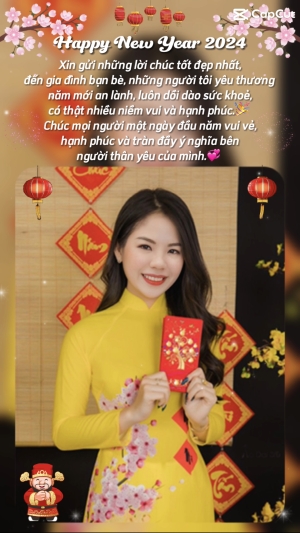 CapCut
Happy New Year 2024
Xin gửi những lời chúc tốt đẹp nhất,
đến gia đình bạn bè, những người tôi yêu thương
năm mới an lành, luôn dồi dào sức khoẻ,
có thật nhiều niềm vui và hạnh phúc.
Chúc mọi người một ngày đầu năm vui vẻ,
hạnh phúc và tràn đầy ý nghĩa bên
người thân yêu của mình.